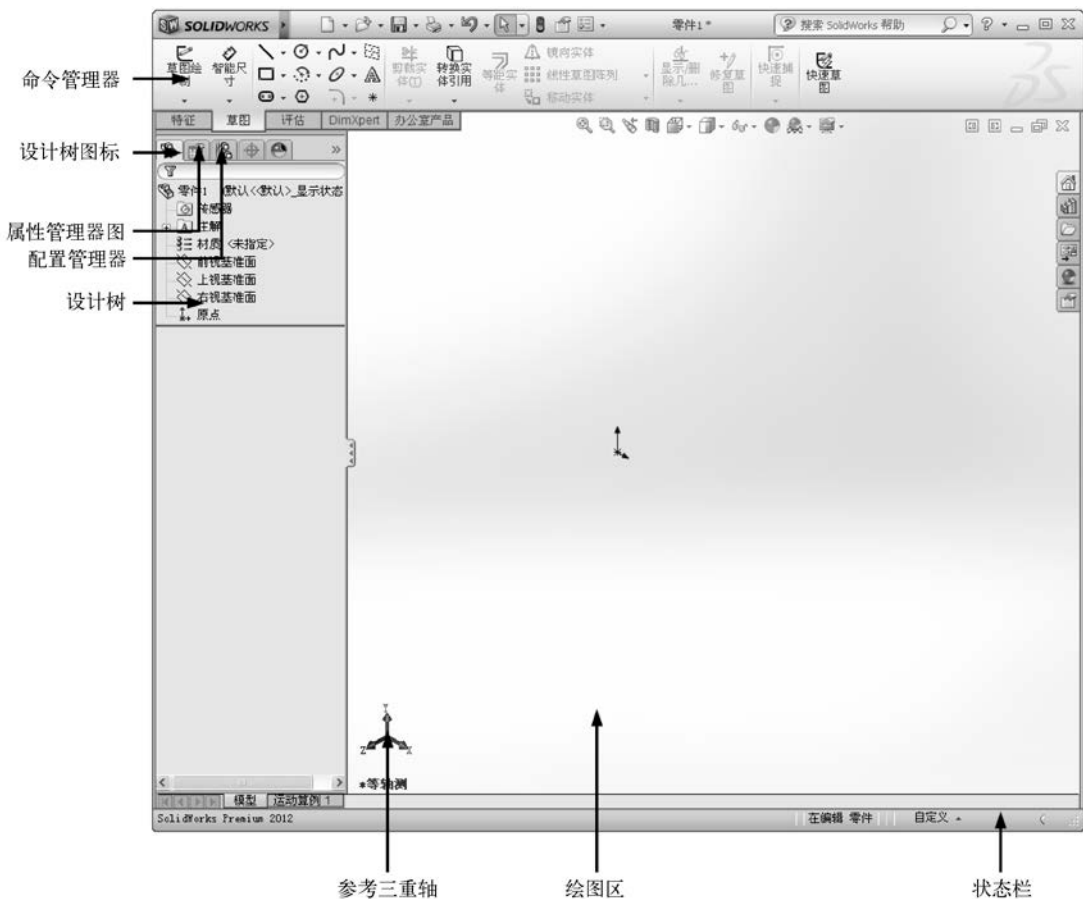 SOLIDWORKS
零件1 *
搜索 SolidWorks 帮助
命令管理器
草图绘制
智能尺寸
剪裁实体(T)
转换实体引用
等距实体
镜向实体
线性草图阵列
移动实体
显示/删除几...
修复草图
快速捕捉
快速草图
特征
草图
评估
DimXpert
办公室产品
设计树图标
零件1 (默认<<默认>_显示状态
传感器
A 注解
属性管理器图
材质 <未指定>
配置管理器
前视基准面
上视基准面
设计树
右视基准面
原点
Y
Z
X
*等轴测
模型
运动算例 1
SolidWorks Premium 2012
在编辑 零件
自定义
参考三重轴
绘图区
状态栏